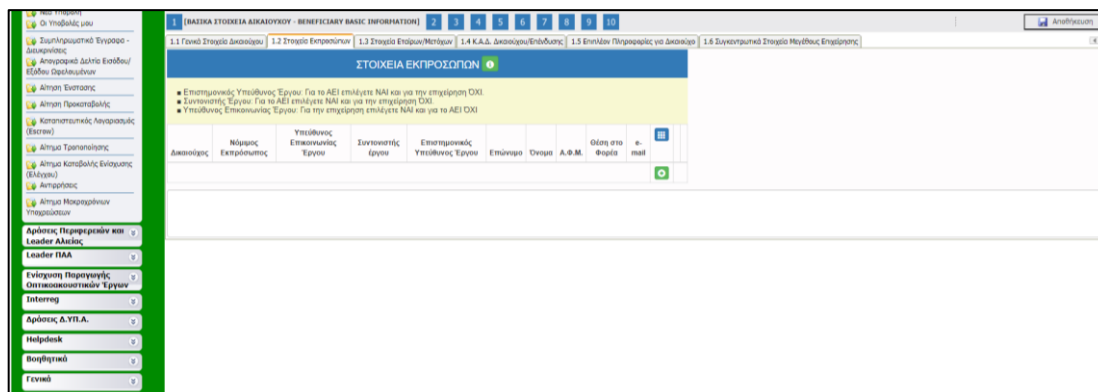 Νέα Υποβολή
Οι Υποβολές μου
Συμπληρωματικά Έγγραφα -
Διευκρινίσεις
Απογραφικά Δελτία Εισόδου/
Εξόδου Ωφελουμένων
Αίτηση Ένστασης
Αίτηση Προκαταβολής
Καταπιστευτικός Λογαριασμός
(Escrow)
Αίτημα Τροποποίησης
Αίτημα Καταβολής Ενίσχυσης
(Ελέγχου)
Αντιρρήσεις
Αίτημα Μακροχρόνιων
Υποχρεώσεων
Δράσεις Περιφερειών και
Leader Αλιείας
Leader ΠΑΑ
Ενίσχυση Παραγωγής
Οπτικοακουστικών Έργων
Interreg
Δράσεις Δ.ΥΠ.Α.
Helpdesk
Βοηθητικά
Γενικά
1 [ΒΑΣΙΚΑ ΣΤΟΙΧΕΙΑ ΔΙΚΑΙΟΥΧΟΥ - BENEFICIARY BASIC INFORMATION] 2 3 4 5 6 7 8 9 10
Αποθήκευση
1.1 Γενικά Στοιχεία Δικαιούχου 1.2 Στοιχεία Εκπροσώπων 1.3 Στοιχεία Εταίρων/Μετόχων 1.4 Κ.Α.Δ. Δικαιούχου/Επένδυσης 1.5 Επιπλέον Πληροφορίες για Δικαιούχο 1.6 Συγκεντρωτικά Στοιχεία Μεγέθους Επιχείρησης
ΣΤΟΙΧΕΙΑ ΕΚΠΡΟΣΩΠΩΝ
▪ Επιστημονικός Υπεύθυνος Έργου: Για το ΑΕΙ επιλέγετε ΝΑΙ και για την επιχείρηση ΌΧΙ.
▪ Συντονιστής Έργου: Για το ΑΕΙ επιλέγετε ΝΑΙ και για την επιχείρηση ΌΧΙ.
▪ Υπεύθυνος Επικοινωνίας Έργου: Για την επιχείρηση επιλέγετε ΝΑΙ και για το ΑΕΙ ΌΧΙ
Δικαιούχος Νόμιμος Εκπρόσωπος Υπεύθυνος Επικοινωνίας Έργου Συντονιστής έργου Επιστημονικός Υπεύθυνος Έργου Επώνυμο Όνομα Α.Φ.Μ. Θέση στο Φορέα e-mail